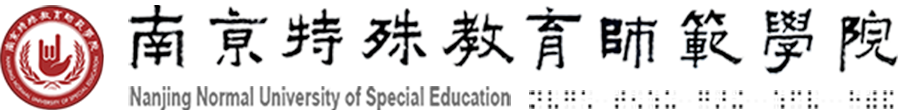 南京特殊教育師範學院
Nanjing Normal University of Special Education